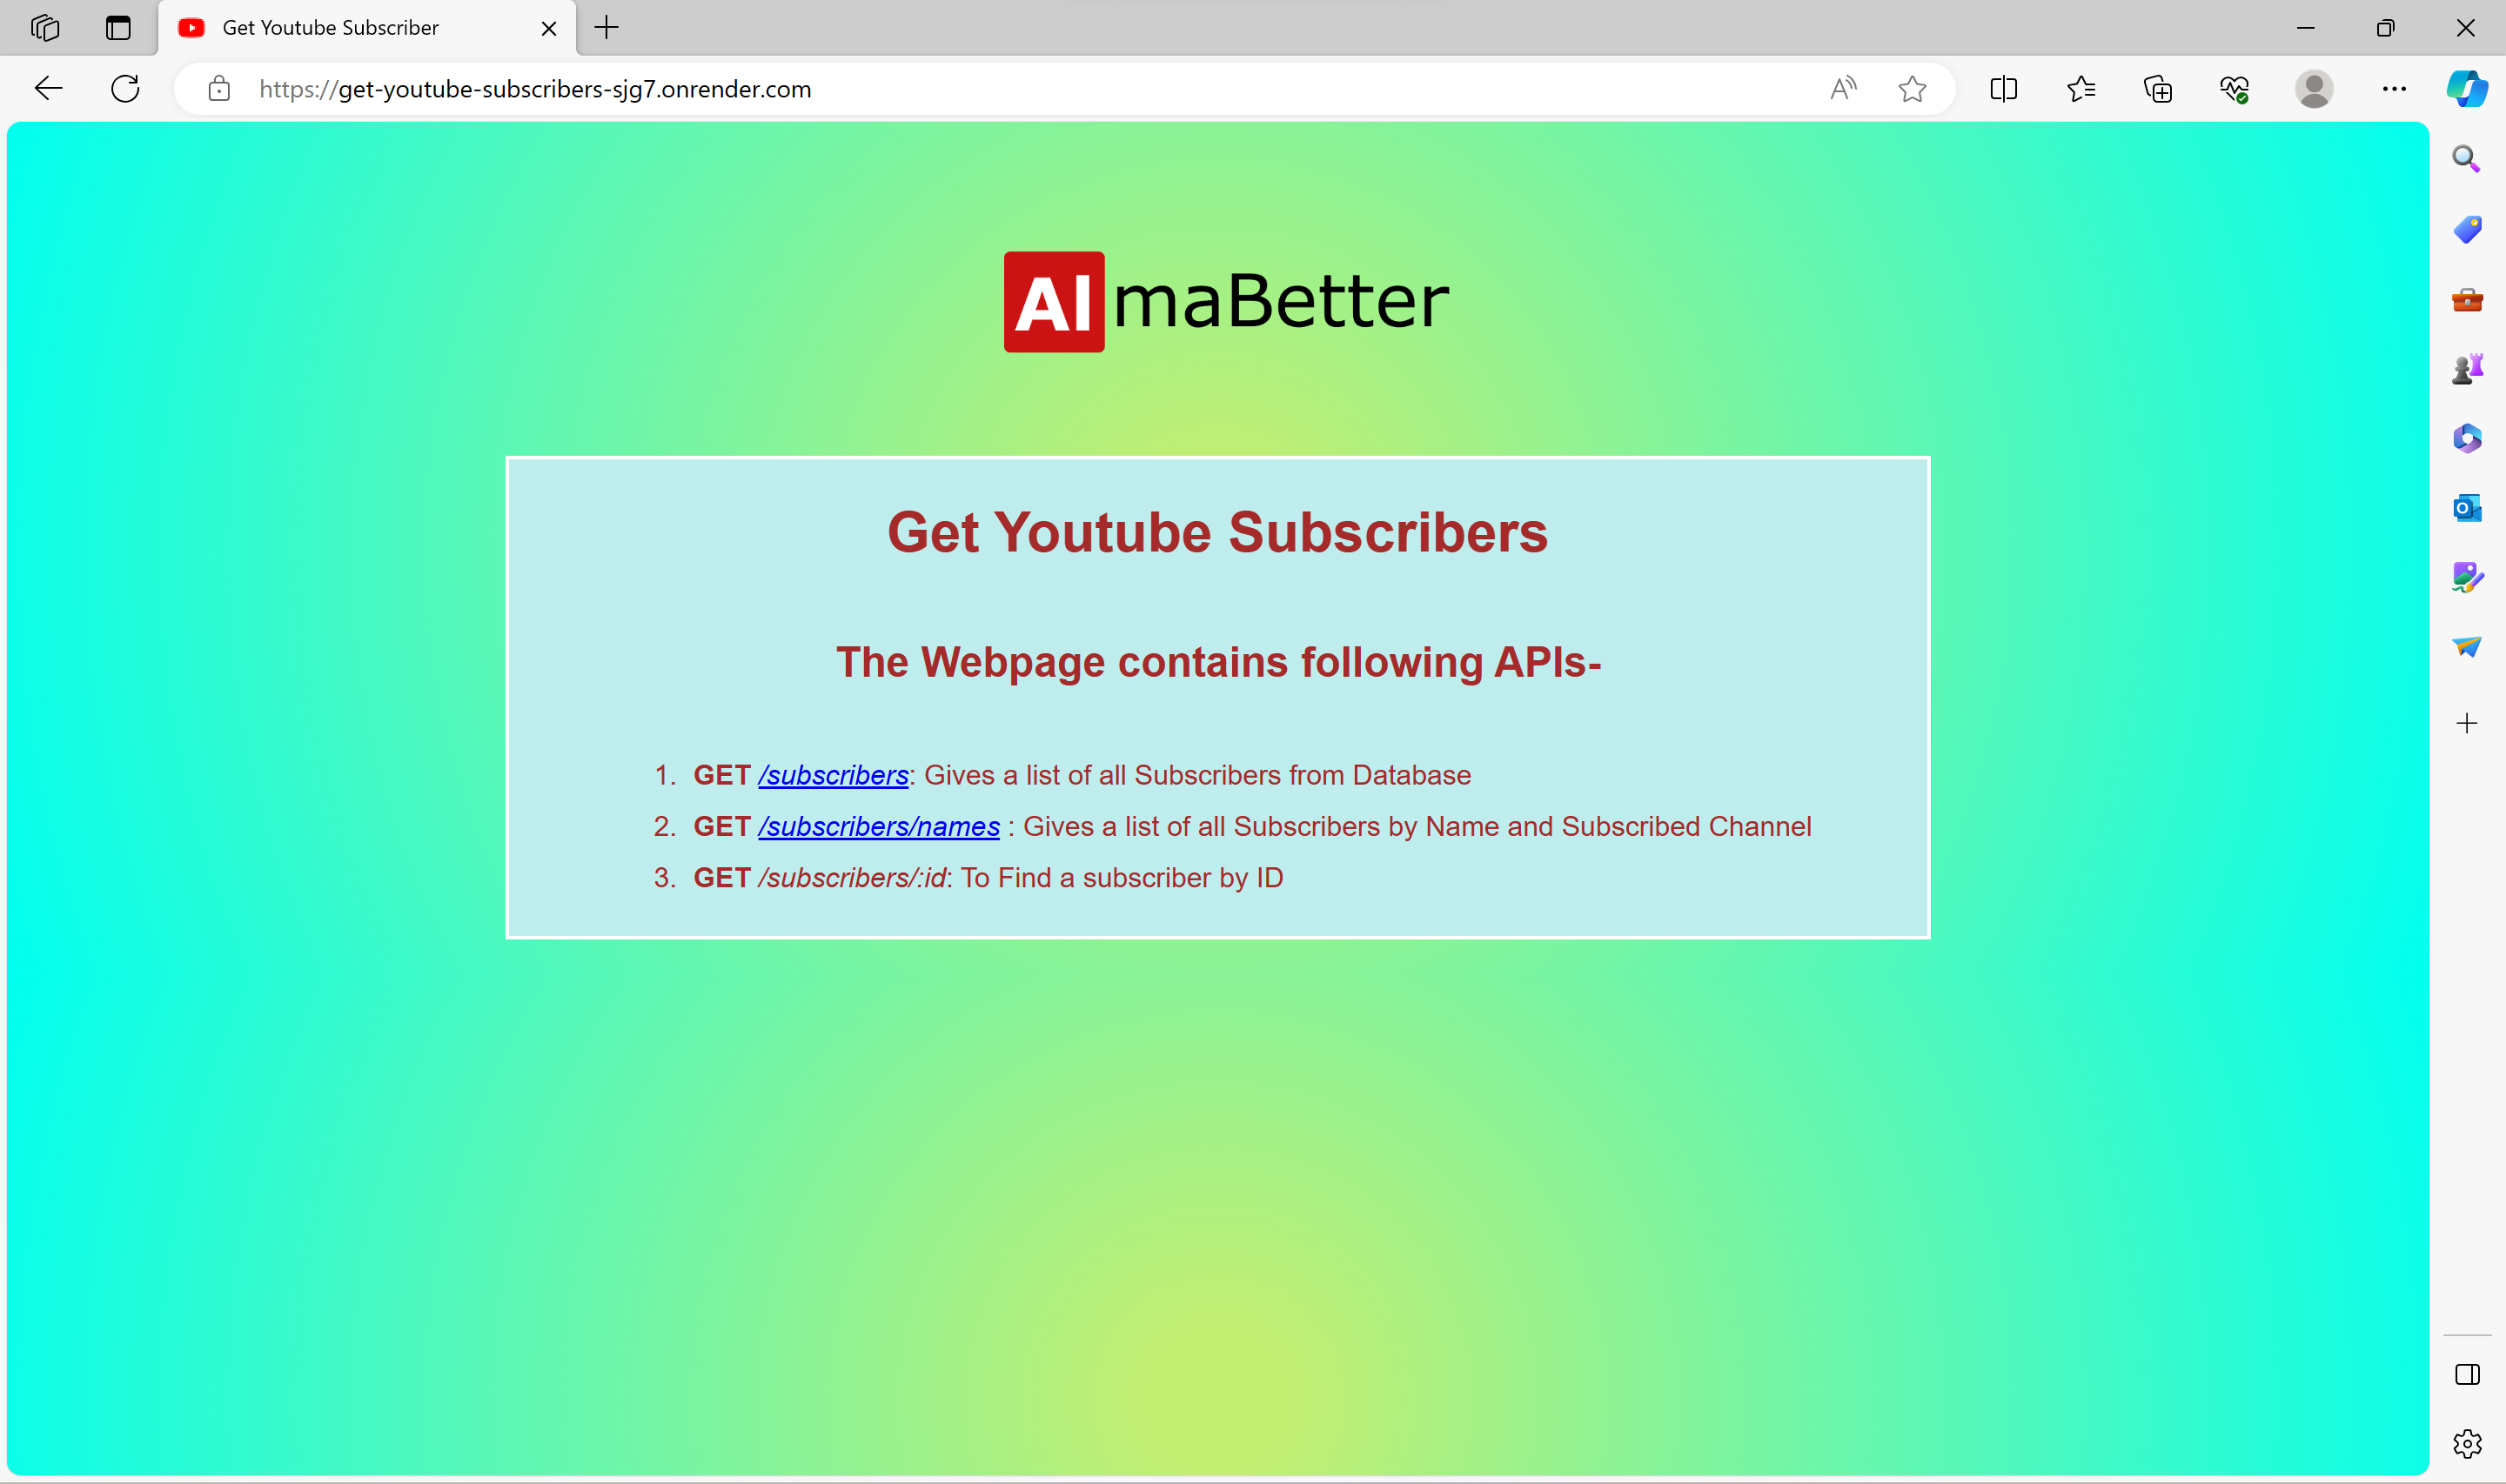 Get Youtube Subscriber
https://get-youtube-subscribers-sjg7.onrender.com
AlmaBetter
Get Youtube Subscribers
The Webpage contains following APIs-
1. GET /subscribers: Gives a list of all Subscribers from Database
2. GET /subscribers/names : Gives a list of all Subscribers by Name and Subscribed Channel
3. GET /subscribers/:id: To Find a subscriber by ID